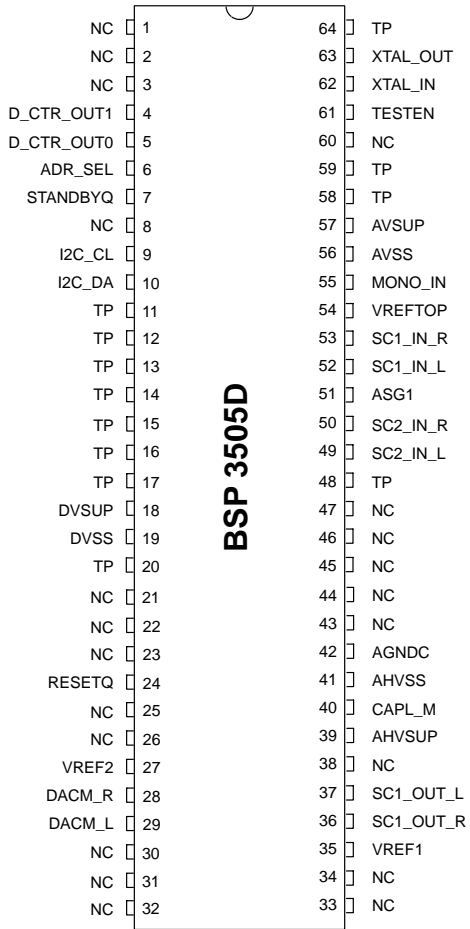 NC 1 64 TP
NC 2 63 XTAL_OUT
NC 3 62 XTAL_IN
D_CTR_OUT1 4 61 TESTEN
D_CTR_OUT0 5 60 NC
ADR_SEL 6 59 TP
STANDBYQ 7 58 TP
NC 8 57 AVSUP
I2C_CL 9 56 AVSS
I2C_DA 10 55 MONO_IN
TP 11 54 VREFTOP
TP 12 53 SC1_IN_R
TP 13 52 SC1_IN_L
TP 14 51 ASG1
TP 15 50 SC2_IN_R
TP 16 49 SC2_IN_L
TP 17 48 TP
DVSUP 18 47 NC
DVSS 19 46 NC
TP 20 45 NC
NC 21 44 NC
NC 22 43 NC
NC 23 42 AGNDC
RESETQ 24 41 AHVSS
NC 25 40 CAPL_M
NC 26 39 AHVSUP
VREF2 27 38 NC
DACM_R 28 37 SC1_OUT_L
DACM_L 29 36 SC1_OUT_R
NC 30 35 VREF1
NC 31 34 NC
NC 32 33 NC
BSP 3505D